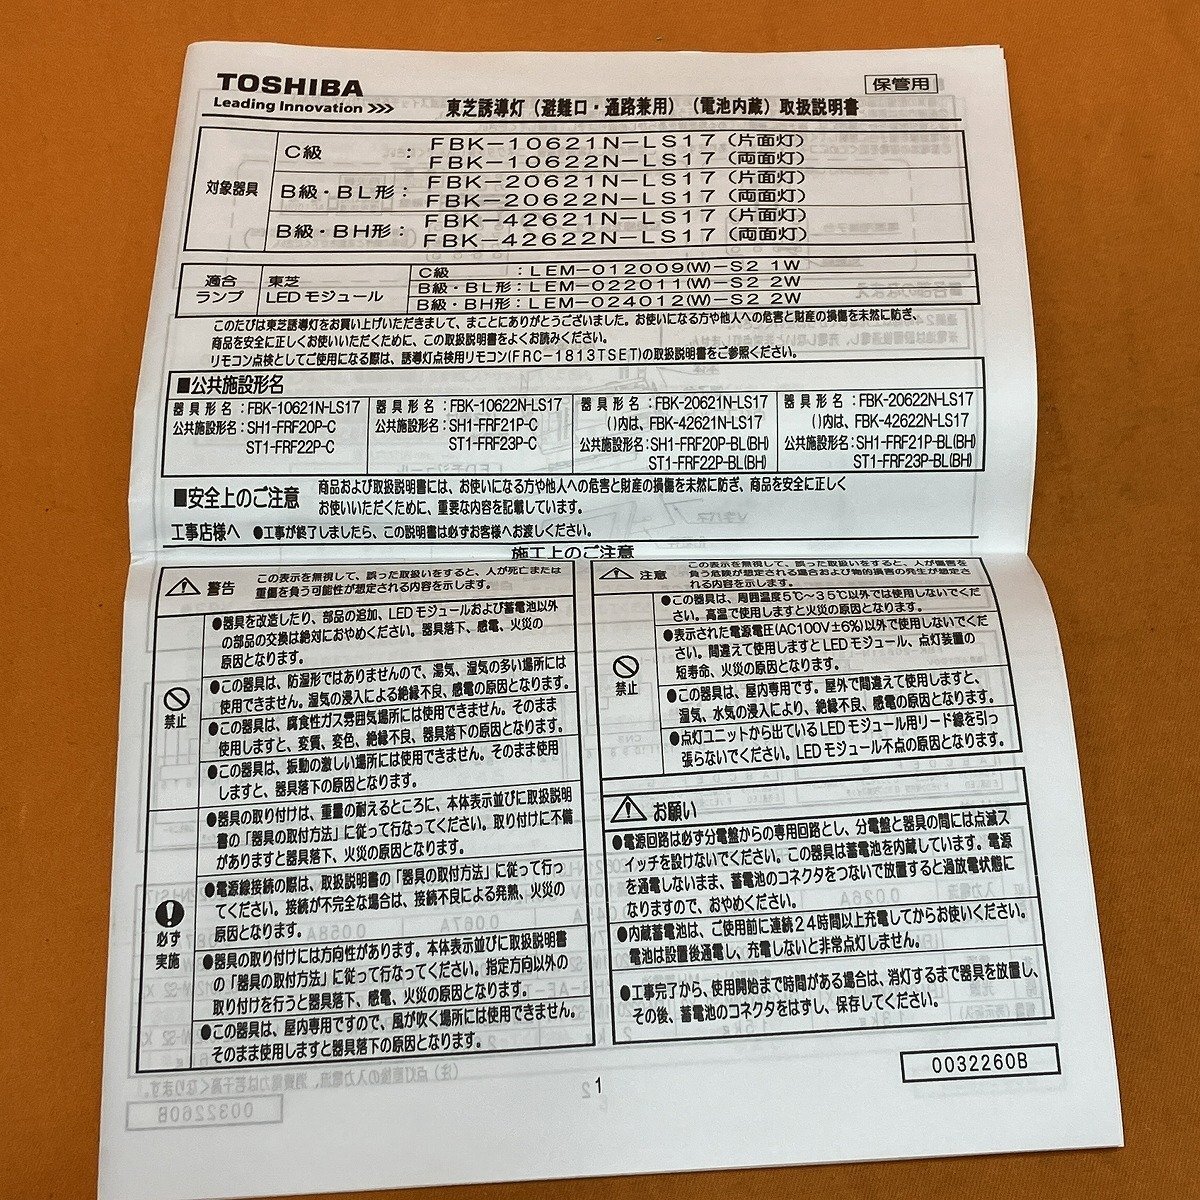 TOSHIBA
Leading Innovation >>>
保管用
東芝誘導灯（避難口・通路兼用）（電池内蔵）取扱説明書
対象器具
C級 : FBK-10621N-LS17（片面灯）
FBK-10622N-LS17（両面灯）
B級・BL形: FBK-20621N-LS17（片面灯）
FBK-20622N-LS17（両面灯）
B級・BH形: FBK-42621N-LS17（片面灯）
FBK-42622N-LS17（両面灯）
適合
ランプ
東芝
LEDモジュール
C級 : LEM-012009(W)-S2 1W
B級・BL形: LEM-022011(W)-S2 2W
B級・BH形: LEM-024012(W)-S2 2W
このたびは東芝誘導灯をお買い上げいただきまして、まことにありがとうございました。お使いになる方や他人への危害と財産の損傷を未然に防ぎ、
商品を安全に正しくお使いいただくために、この取扱説明書をよくお読みください。
リモコン点検としてご使用になる際は、誘導灯点検用リモコン(FRC-1813TSET)の取扱説明書をご参照ください。
■公共施設形名
器具形名:FBK-10621N-LS17
公共施設形名:SH1-FRF20P-C
ST1-FRF22P-C
器具形名:FBK-10622N-LS17
公共施設形名:SH1-FRF21P-C
ST1-FRF23P-C
器具形名:FBK-20621N-LS17
()内は、FBK-42621N-LS17
公共施設形名:SH1-FRF20P-BL(BH)
ST1-FRF22P-BL(BH)
器具形名:FBK-20622N-LS17
()内は、FBK-42622N-LS17
公共施設形名:SH1-FRF21P-BL(BH)
ST1-FRF23P-BL(BH)
■安全上のご注意
商品および取扱説明書には、お使いになる方や他人への危害と財産の損傷を未然に防ぎ、商品を安全に正しく
お使いいただくために、重要な内容を記載しています。
工事店様へ ●工事が終了しましたら、この説明書は必ずお客様へお渡しください。
施工上のご注意
警告
この表示を無視して、誤った取扱いをすると、人が死亡または
重傷を負う可能性が想定される内容を示します。
禁止
●器具を改造したり、部品の追加、LEDモジュールおよび蓄電池以外
の部品の交換は絶対におやめください。器具落下、感電、火災の
原因となります。
●この器具は、防湿形ではありませんので、湯気、湿気の多い場所には
使用できません。湿気の浸入による絶縁不良、感電の原因となります。
●この器具は、腐食性ガス雰囲気場所には使用できません。そのまま
使用しますと、変質、変色、絶縁不良、器具落下の原因となります。
●この器具は、振動の激しい場所には使用できません。そのまま使用
しますと、器具落下の原因となります。
必ず
実施
●器具の取り付けは、重量の耐えるところに、本体表示並びに取扱説明
書の「器具の取付方法」に従って行なってください。取り付けに不備
がありますと器具落下、火災の原因となります。
●電源線接続の際は、取扱説明書の「器具の取付方法」に従って行っ
てください。接続が不完全な場合は、接続不良による発熱、火災の
原因となります。
●器具の取り付けには方向性があります。本体表示並びに取扱説明書
の「器具の取付方法」に従って行なってください。指定方向以外の
取り付けを行うと器具落下、感電、火災の原因となります。
●この器具は、屋内専用ですので、風が吹く場所には使用できません。
そのまま使用しますと器具落下の原因となります。
注意
この表示を無視して、誤った取扱いをすると、人が傷害を
負う危険が想定される場合および物的損害の発生が想定さ
れる内容を示します。
禁止
●この器具は、周囲温度5℃～35℃以外では使用しないでくだ
さい。高温で使用しますと火災の原因となります。
●表示された電源電圧(AC100V±6%)以外で使用しないでくだ
さい。間違えて使用しますとLEDモジュール、点灯装置の
短寿命、火災の原因となります。
●この器具は、屋内専用です。屋外で間違えて使用しますと、
湿気、水気の浸入により、絶縁不良、感電の原因となります。
●点灯ユニットから出ているLEDモジュール用リード線を引っ
張らないでください。LEDモジュール不点の原因となります。
お願い
●電源回路は必ず分電盤からの専用回路とし、分電盤と器具の間には点滅ス
イッチを設けないでください。この器具は蓄電池を内蔵しています。電源
を通電しないまま、蓄電池のコネクタをつないで放置すると過放電状態に
なりますので、おやめください。
●内蔵蓄電池は、ご使用前に連続24時間以上充電してからお使いください。
電池は設置後通電し、充電しないと非常点灯しません。
●工事完了から、使用開始まで時間がある場合は、消灯するまで器具を放置し、
その後、蓄電池のコネクタをはずし、保存してください。
0032260B
1